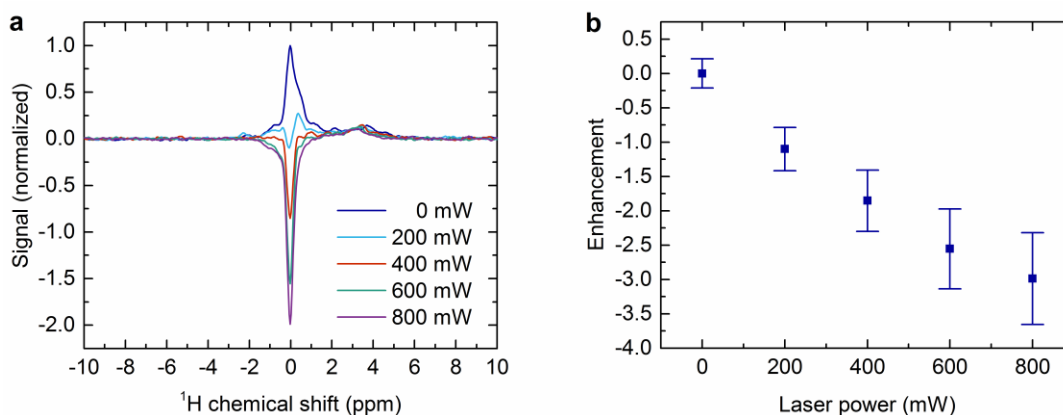 a
1.0
0.5
0.0
-0.5
-1.0
-1.5
-2.0
Signal (normalized)
0 mW
200 mW
400 mW
600 mW
800 mW
-10 -8 -6 -4 -2 0 2 4 6 8 10
¹H chemical shift (ppm)
b
0.5
0.0
-0.5
-1.0
-1.5
-2.0
-2.5
-3.0
-3.5
-4.0
Enhancement
0 200 400 600 800
Laser power (mW)